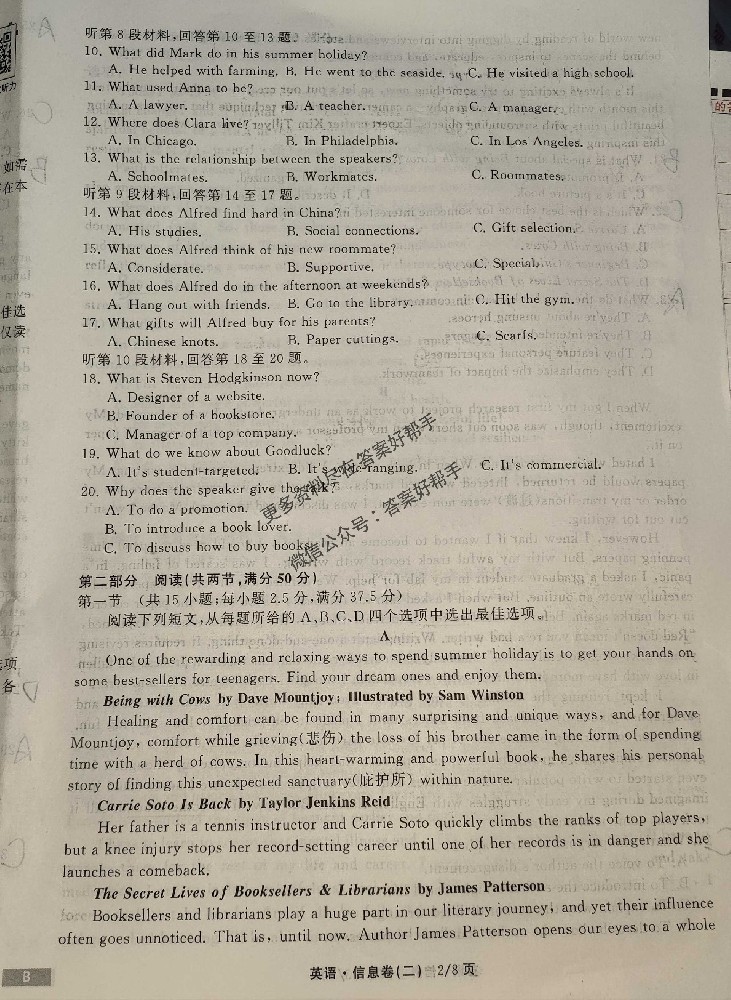 听第8段材料,回答第10至13题。
10. What did Mark do in his summer holiday?
A. He helped with farming. B. He went to the seaside. C. He visited a high school.
11. What used Anna to be?
A. A lawyer. B. A teacher. C. A manager.
12. Where does Clara live?
A. In Chicago. B. In Philadelphia. C. In Los Angeles.
13. What is the relationship between the speakers?
A. Schoolmates. B. Workmates. C. Roommates.
听第9段材料,回答第14至17题。
14. What does Alfred find hard in China?
A. His studies. B. Social connections. C. Gift selection.
15. What does Alfred think of his new roommate?
A. Considerate. B. Supportive. C. Special.
16. What does Alfred do in the afternoon at weekends?
A. Hang out with friends. B. Go to the library. C. Hit the gym.
17. What gifts will Alfred buy for his parents?
A. Chinese knots. B. Paper cuttings. C. Scarfs.
听第10段材料,回答第18至20题。
18. What is Steven Hodgkinson now?
A. Designer of a website.
B. Founder of a bookstore.
C. Manager of a top company.
19. What do we know about Goodluck?
A. It's student-targeted. B. It's wide-ranging. C. It's commercial.
20. Why does the speaker give the talk?
A. To do a promotion.
B. To introduce a book lover.
C. To discuss how to buy books.
更多资料尽在答案好帮手
微信公众号:答案好帮手
第二部分 阅读(共两节,满分50分)
第一节 (共15小题;每小题2.5分,满分37.5分)
阅读下列短文,从每题所给的A、B、C、D四个选项中选出最佳选项。
A
One of the rewarding and relaxing ways to spend summer holiday is to get your hands on
some best-sellers for teenagers. Find your dream ones and enjoy them.
Being with Cows by Dave Mountjoy; Illustrated by Sam Winston
Healing and comfort can be found in many surprising and unique ways, and for Dave
Mountjoy, comfort while grieving(悲伤) the loss of his brother came in the form of spending
time with a herd of cows. In this heart-warming and powerful book, he shares his personal
story of finding this unexpected sanctuary(庇护所) within nature.
Carrie Soto Is Back by Taylor Jenkins Reid
Her father is a tennis instructor and Carrie Soto quickly climbs the ranks of top players,
but a knee injury stops her record-setting career until one of her records is in danger and she
launches a comeback.
The Secret Lives of Booksellers & Librarians by James Patterson
Booksellers and librarians play a huge part in our literary journey, and yet their influence
often goes unnoticed. That is, until now. Author James Patterson opens our eyes to a whole
B
英语·信息卷(二) 2/8页